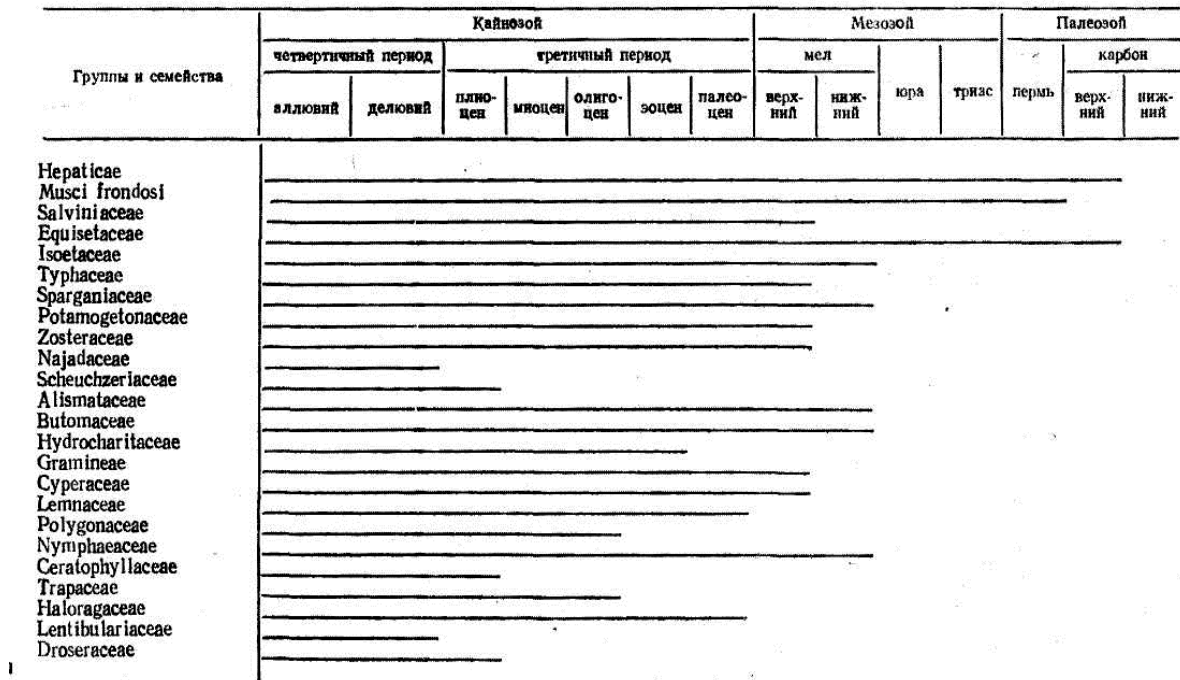 Группы и семейства
Кайнозой
Мезозой
Палеозой
четвертичный период
третичный период
мел
юра
триас
пермь
карбон
аллювий
делювий
плио-
цен
миоцен
олиго-
цен
эоцен
палео-
цен
верх-
ний
ниж-
ний
верх-
ний
ниж-
ний
Hepaticae
Musci frondosi
Salviniaceae
Equisetaceae
Isoetaceae
Typhaceae
Sparganiaceae
Potamogetonaceae
Zosteraceae
Najadaceae
Scheuchzeriaceae
Alismataceae
Butomaceae
Hydrocharitaceae
Gramineae
Cyperaceae
Lemnaceae
Polygonaceae
Nymphaeaceae
Ceratophyllaceae
Trapaceae
Haloragaceae
Lentibulariaceae
Droseraceae